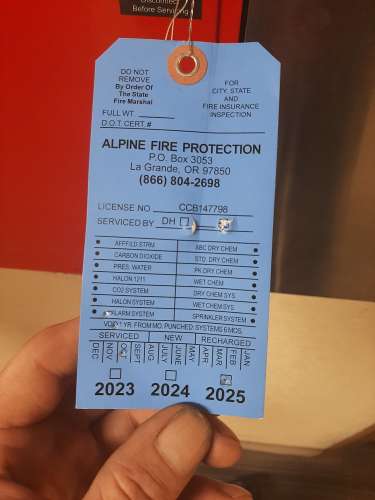 Disconnect
Before Servicing
DO NOT
REMOVE
By Order Of
The State
Fire Marshal
FOR
CITY, STATE
AND
FIRE INSURANCE
INSPECTION
FULL WT.
D.O.T. CERT.#
ALPINE FIRE PROTECTION
P.O. Box 3053
La Grande, OR 97850
(866) 804-2698
LICENSE NO. CCB147798
SERVICED BY DH
AFFF/LD.STRM. ABC DRY CHEM
CARBON DIOXIDE STD. DRY CHEM
PRES. WATER PK DRY CHEM
HALON 1211 WET CHEM
CO2 SYSTEM DRY CHEM SYS
HALON SYSTEM WET CHEM SYS
ALARM SYSTEM SPRINKLER SYSTEM
VOID 1 YR. FROM MO. PUNCHED. SYSTEMS 6 MOS.
SERVICED NEW RECHARGED
DEC NOV OCT SEPT AUG JULY JUNE MAY APR MAR FEB JAN
2023 2024 2025